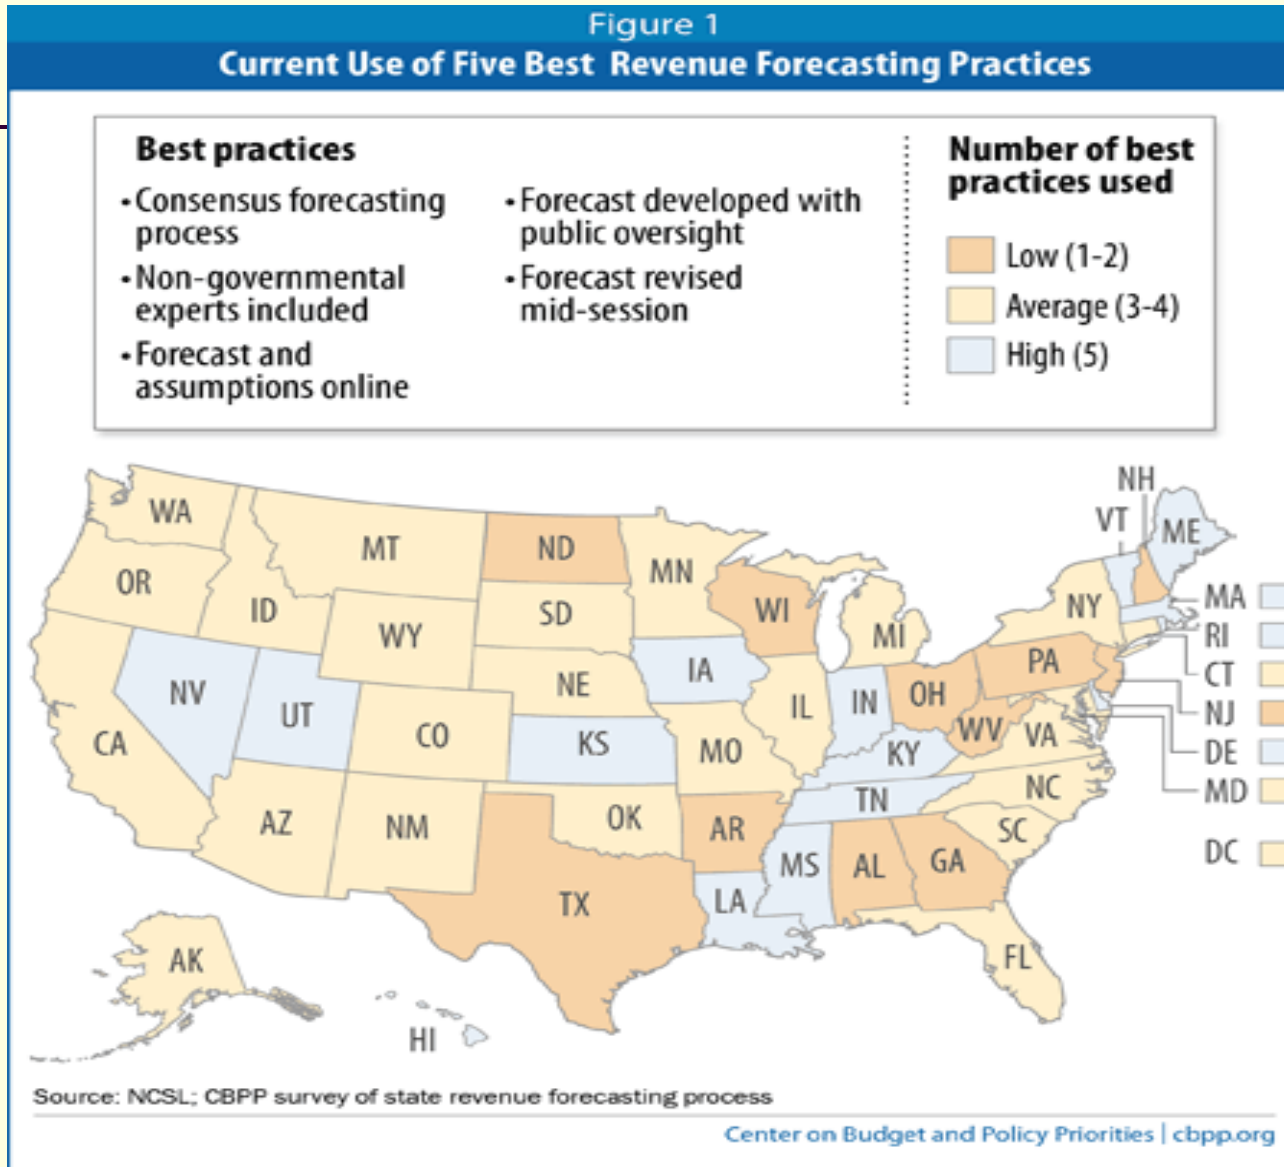 Figure 1
Current Use of Five Best Revenue Forecasting Practices
Best practices
• Consensus forecasting
process
• Non-governmental
experts included
• Forecast and
assumptions online
• Forecast developed with
public oversight
• Forecast revised
mid-session
Number of best
practices used
Low (1-2)
Average (3-4)
High (5)
NH
VT
ME
WA
MT
ND
MN
OR
ID
SD
WI
NY
MA
WY
MI
RI
NV
UT
NE
IA
PA
CT
CA
CO
KS
IL
IN
OH
NJ
WV
VA
DE
MO
KY
MD
AZ
NM
OK
TN
NC
AR
SC
DC
TX
MS
AL
GA
LA
AK
FL
HI
Source: NCSL; CBPP survey of state revenue forecasting process
Center on Budget and Policy Priorities | cbpp.org